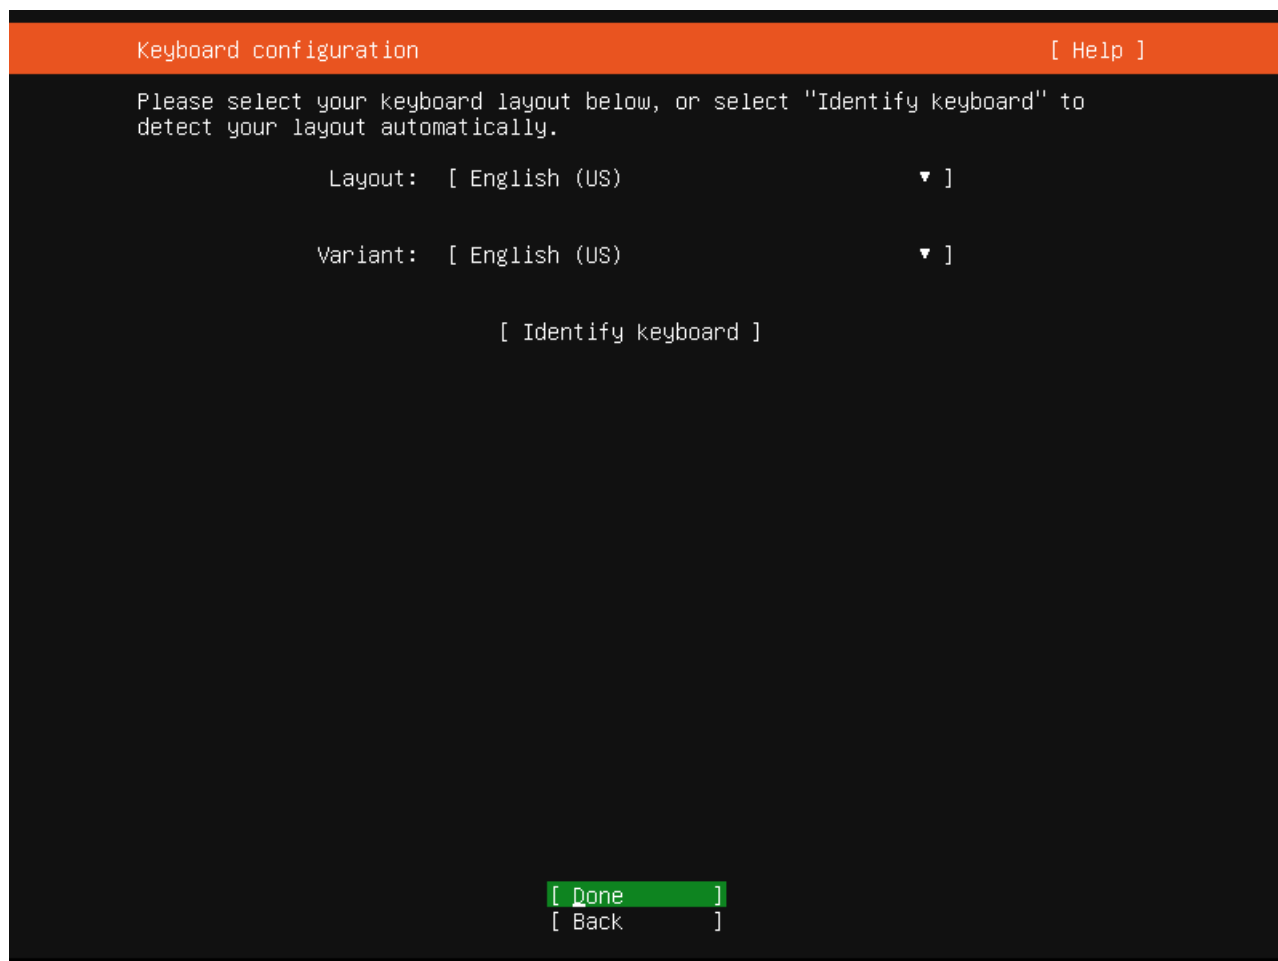 Keyboard configuration [ Help ]
Please select your keyboard layout below, or select "Identify keyboard" to
detect your layout automatically.
Layout: [ English (US) ▾ ]
Variant: [ English (US) ▾ ]
[ Identify keyboard ]
[ Done ]
[ Back ]